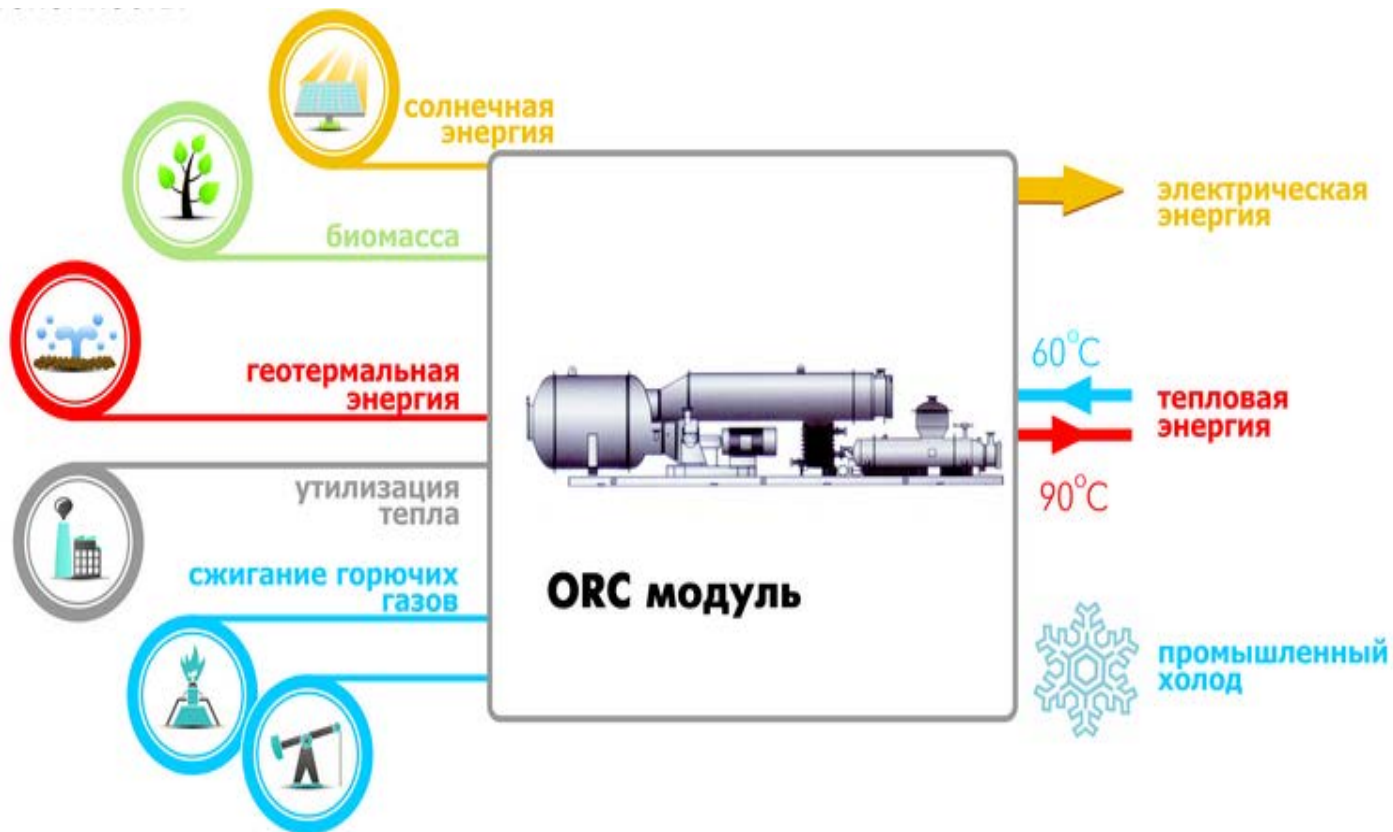 солнечная
энергия
биомасса
геотермальная
энергия
утилизация
тепла
сжигание горючих
газов
ORC модуль
электрическая
энергия
60°C
тепловая
энергия
90°C
промышленный
холод